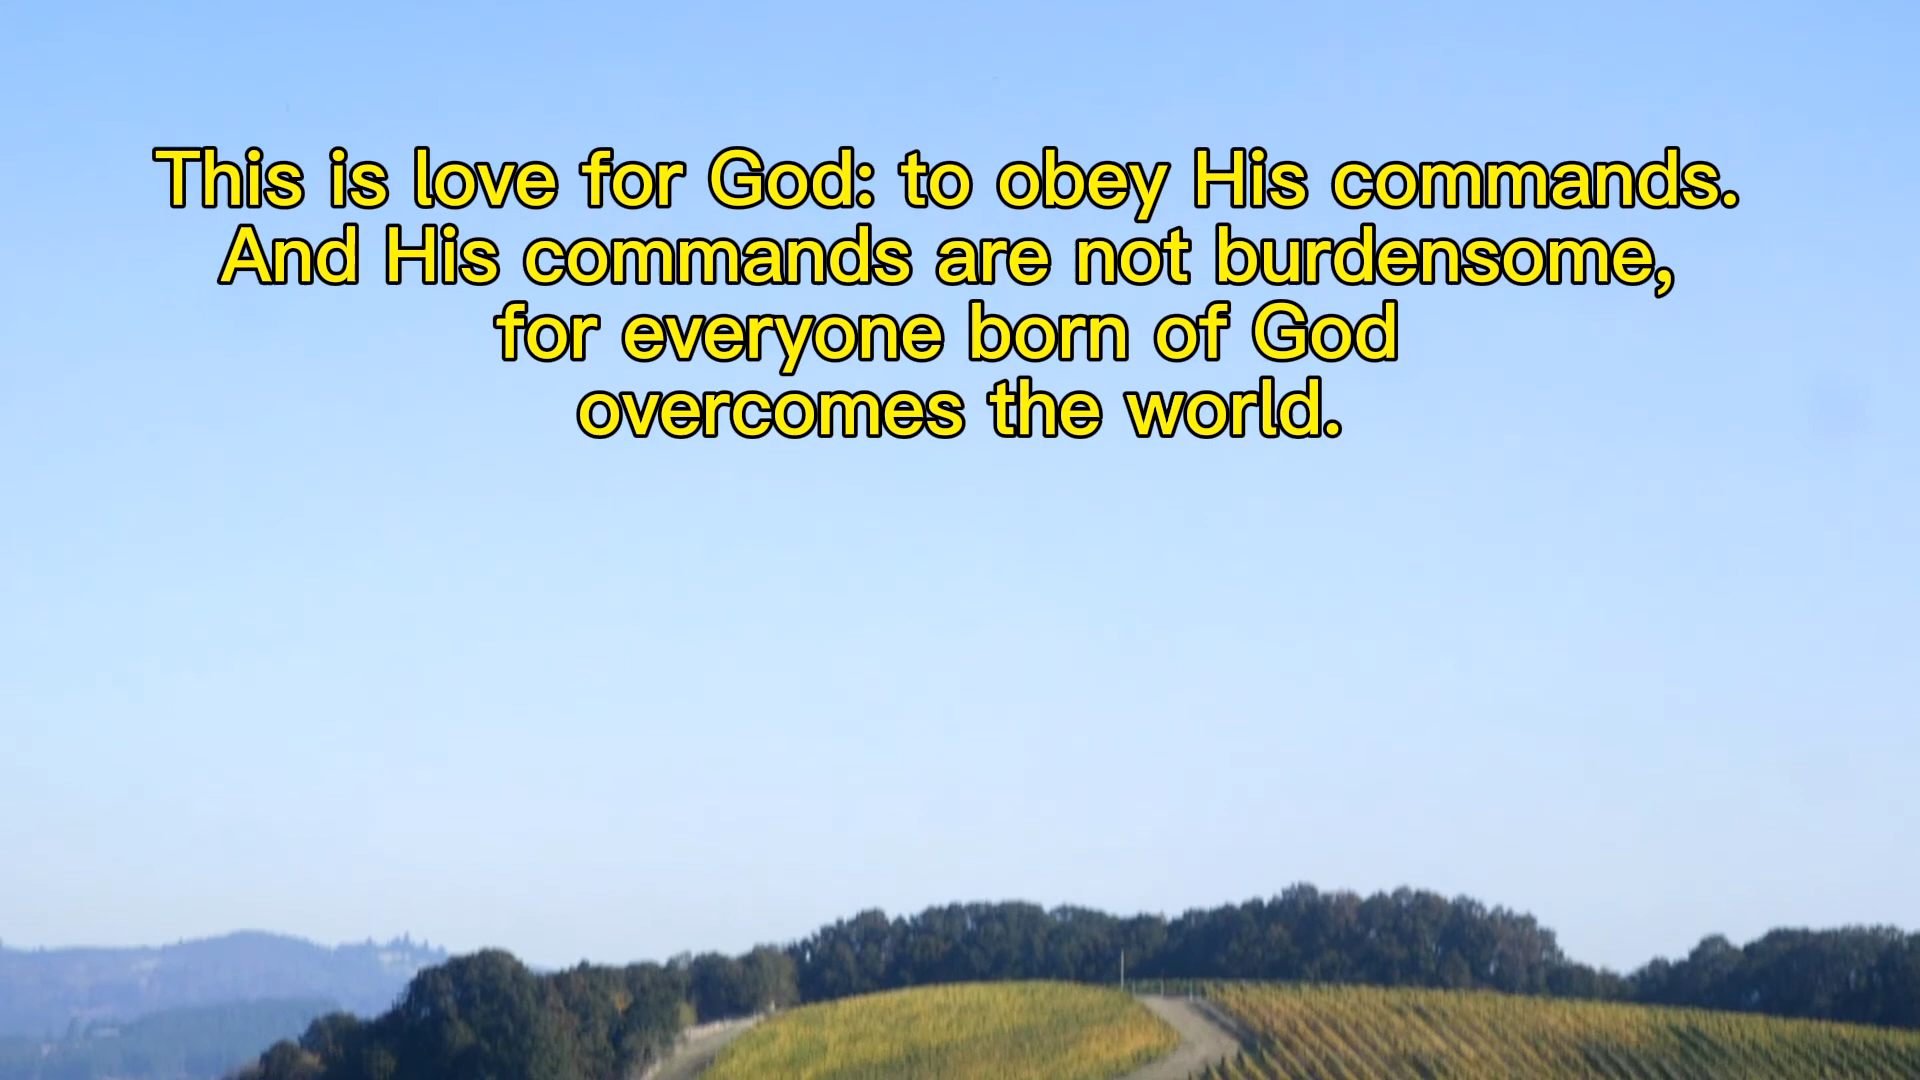 This is love for God: to obey His commands.
And His commands are not burdensome,
for everyone born of God
overcomes the world.